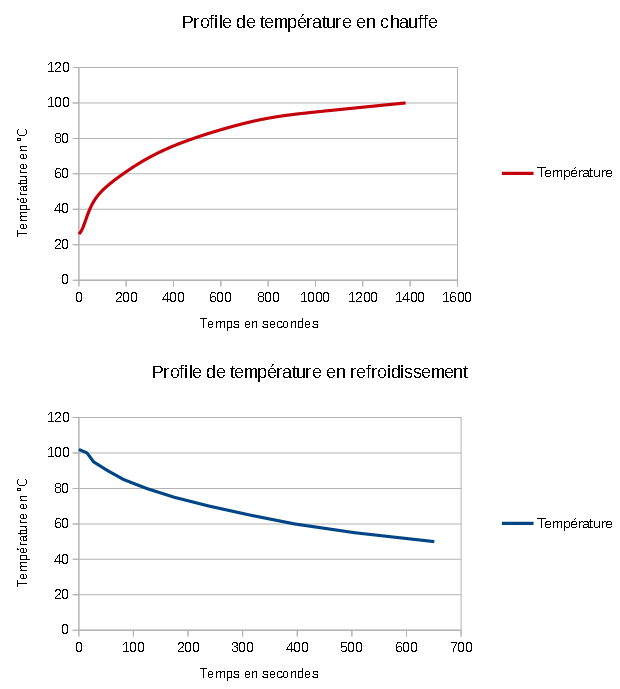 Profile de température en chauffe
120
100
80
60
40
20
0
Température en °C
0 200 400 600 800 1000 1200 1400 1600
Temps en secondes
Température
Profile de température en refroidissement
120
100
80
60
40
20
0
Température en °C
0 100 200 300 400 500 600 700
Temps en secondes
Température